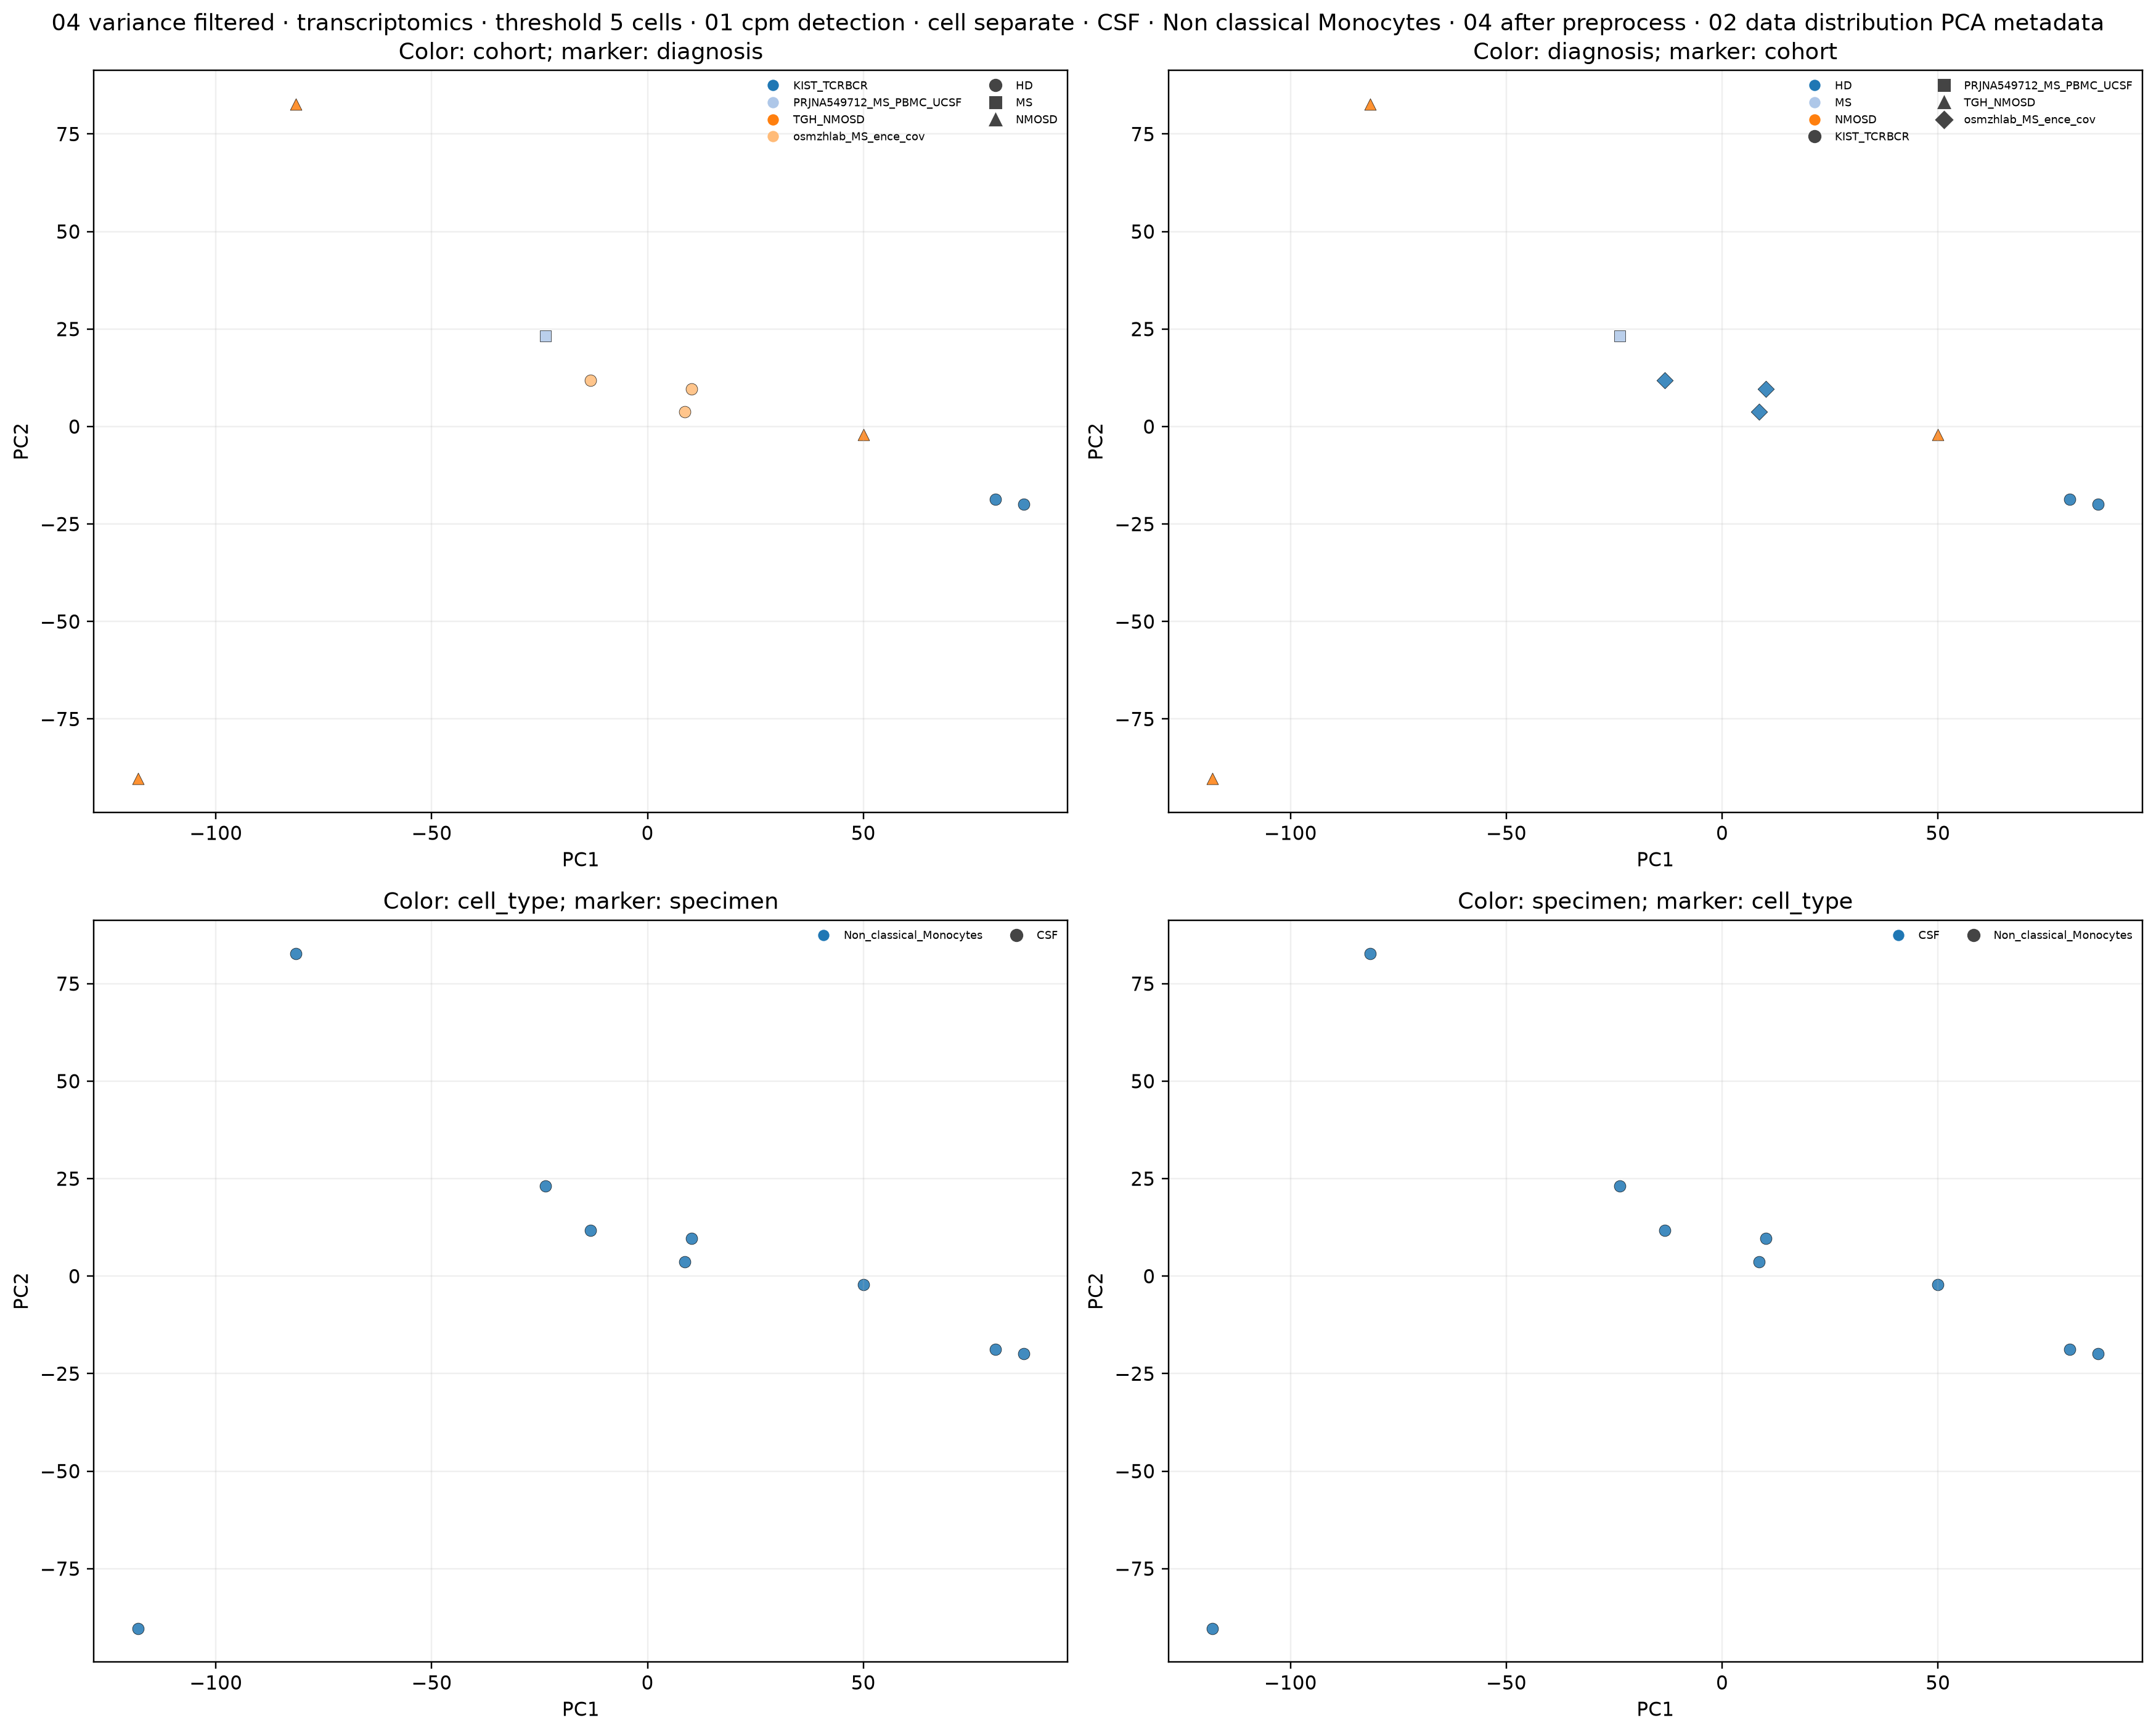 04 variance filtered · transcriptomics · threshold 5 cells · 01 cpm detection · cell separate · CSF · Non classical Monocytes · 04 after preprocess · 02 data distribution PCA metadata
Color: cohort; marker: diagnosis
KIST_TCRBCR
PRJNA549712_MS_PBMC_UCSF
TGH_NMOSD
osmzhlab_MS_ence_cov
HD
MS
NMOSD
75
50
25
0
−25
−50
−75
PC2
−100
−50
0
50
PC1
Color: diagnosis; marker: cohort
HD
MS
NMOSD
KIST_TCRBCR
PRJNA549712_MS_PBMC_UCSF
TGH_NMOSD
osmzhlab_MS_ence_cov
75
50
25
0
−25
−50
−75
PC2
−100
−50
0
50
PC1
Color: cell_type; marker: specimen
Non_classical_Monocytes
CSF
75
50
25
0
−25
−50
−75
PC2
−100
−50
0
50
PC1
Color: specimen; marker: cell_type
CSF
Non_classical_Monocytes
75
50
25
0
−25
−50
−75
PC2
−100
−50
0
50
PC1